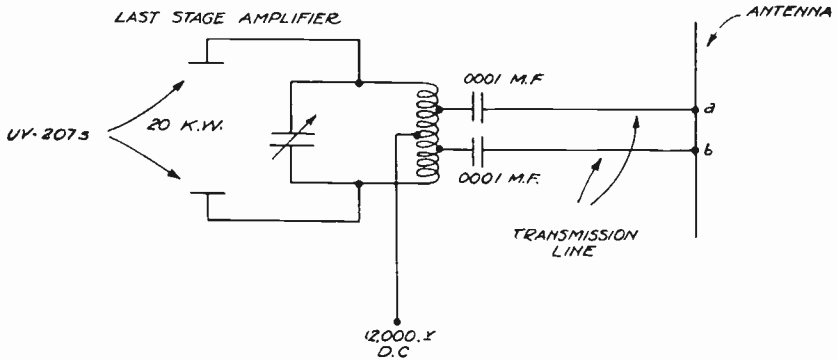 LAST STAGE AMPLIFIER
ANTENNA
0001 M.F
a
UV-207s
20 K.W.
b
0001 M.F.
TRANSMISSION
LINE
12,000.V
D.C